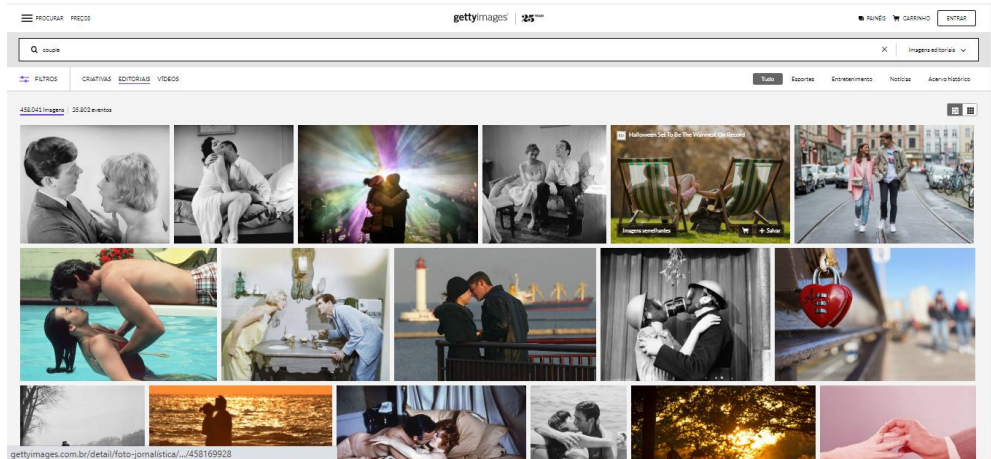 PROCURAR PREÇOS
gettyimages® 25 YEARS
PAINÉIS CARRINHO ENTRAR
couple
Imagens editoriais
FILTROS CRIATIVAS EDITORIAIS VÍDEOS
Tudo Esportes Entretenimento Notícias Acervo histórico
458.041 Imagens | 25.802 eventos
Halloween Set To Be The Warmest On Record
Imagens semelhantes + Salvar
gettyimages.com.br/detail/foto-jornalística/.../458169928